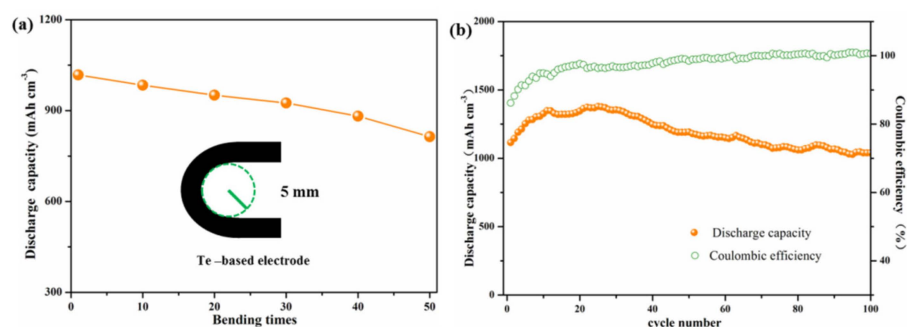 (a)
1200
900
600
300
Discharge capacity (mAh cm⁻³)
5 mm
Te –based electrode
0 10 20 30 40 50
Bending times
(b)
2000
1500
1000
500
0
Discharge capacity（mAh cm⁻³）
Discharge capacity
Coulombic efficiency
100
80
60
40
Coulombic efficiency （%）
0 20 40 60 80 100
cycle number